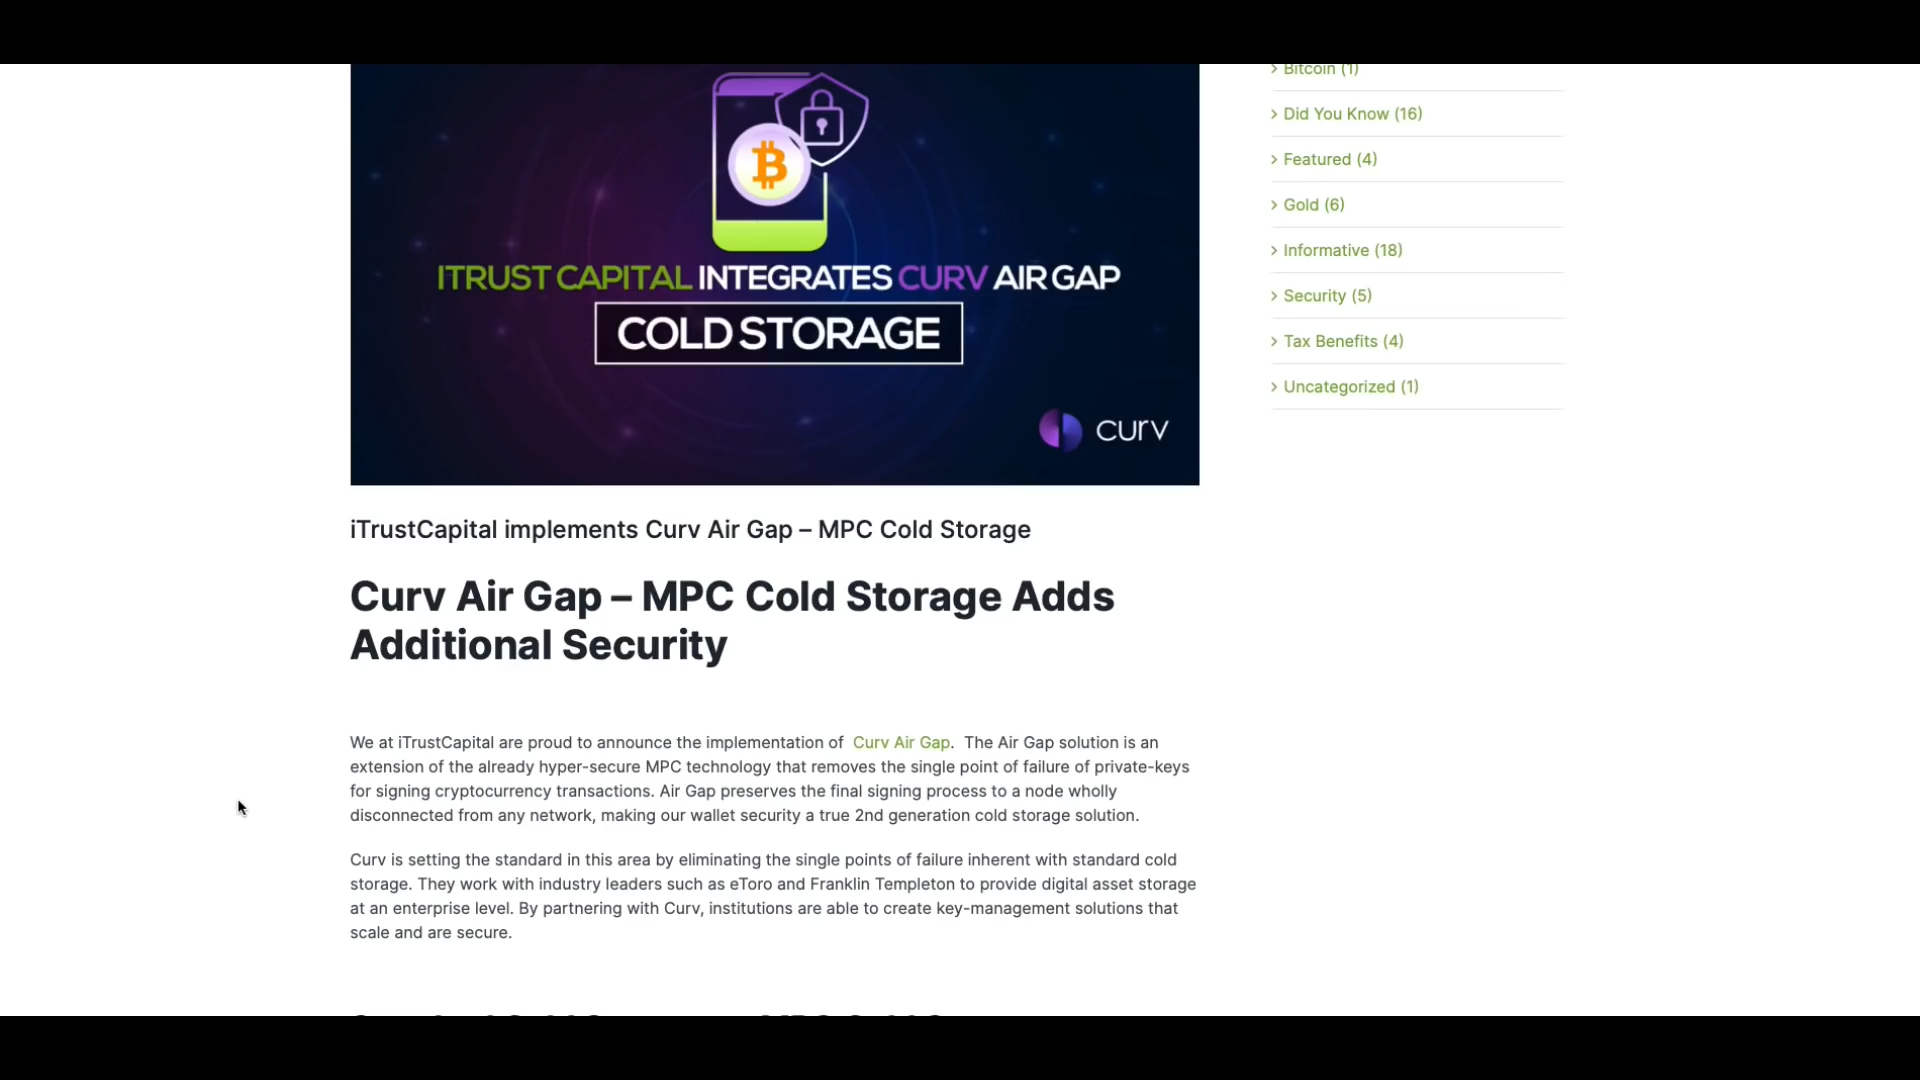 Bitcoin (1)
Did You Know (16)
Featured (4)
Gold (6)
Informative (18)
Security (5)
Tax Benefits (4)
Uncategorized (1)
ITRUST CAPITAL INTEGRATES CURV AIR GAP
COLD STORAGE
curv
iTrustCapital implements Curv Air Gap – MPC Cold Storage
Curv Air Gap – MPC Cold Storage Adds
Additional Security
We at iTrustCapital are proud to announce the implementation of Curv Air Gap. The Air Gap solution is an
extension of the already hyper-secure MPC technology that removes the single point of failure of private-keys
for signing cryptocurrency transactions. Air Gap preserves the final signing process to a node wholly
disconnected from any network, making our wallet security a true 2nd generation cold storage solution.
Curv is setting the standard in this area by eliminating the single points of failure inherent with standard cold
storage. They work with industry leaders such as eToro and Franklin Templeton to provide digital asset storage
at an enterprise level. By partnering with Curv, institutions are able to create key-management solutions that
scale and are secure.